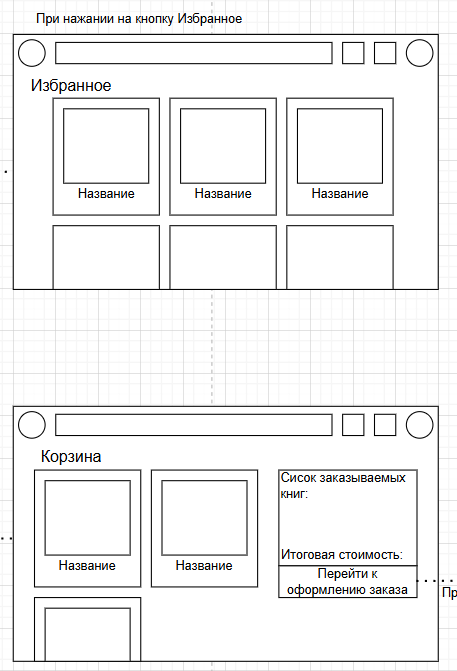 При нажании на кнопку Избранное
Избранное
Название Название Название
Корзина
Сисок заказываемых
книг:
Название Название
Итоговая стоимость:
Перейти к
оформлению заказа
Пр